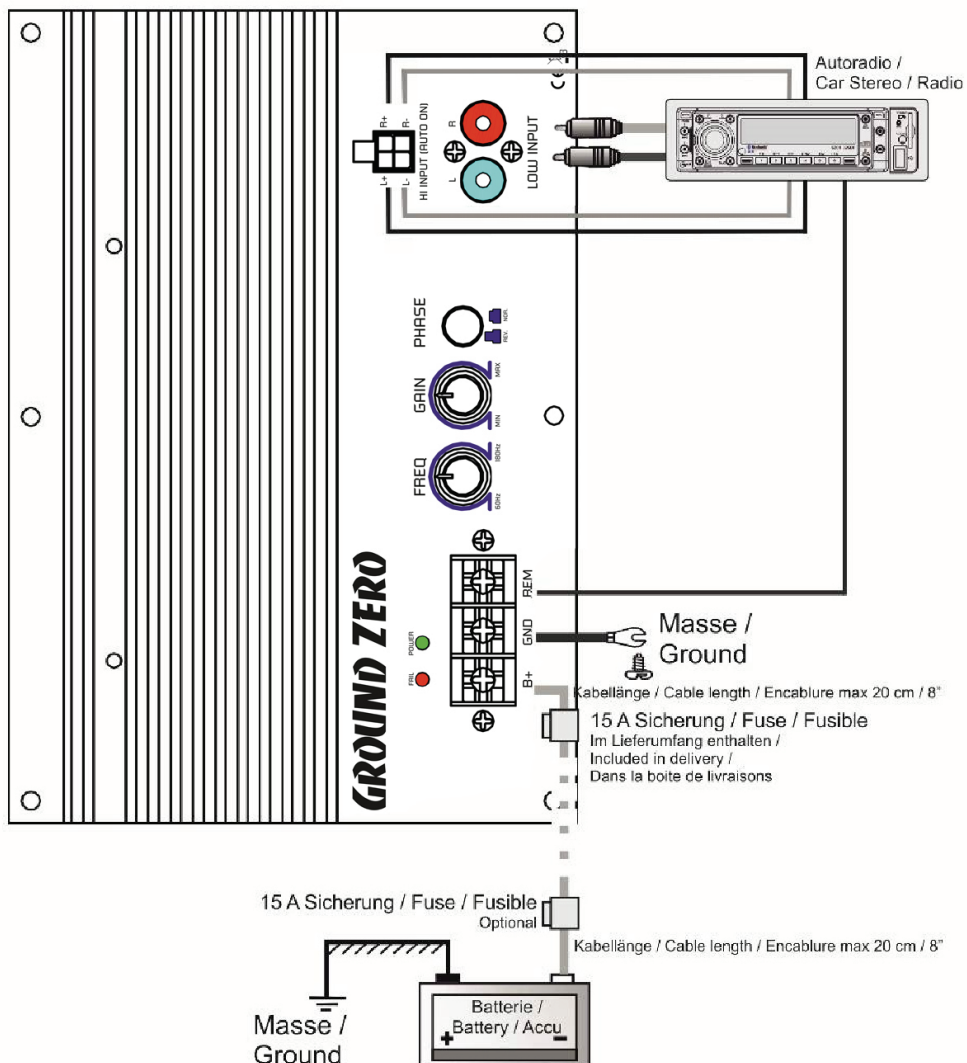 Autoradio /
Car Stereo / Radio
R+
R-
L+
L-
HI INPUT (AUTO ON)
R
L
LOW INPUT
PHASE
NOR.
REV.
GAIN
MAX
MIN
FREQ
180Hz
60Hz
GROUND ZERO
POWER
FAIL
REM
GND
B+
Masse /
Ground
Kabellänge / Cable length / Encablure max 20 cm / 8"
15 A Sicherung / Fuse / Fusible
Im Lieferumfang enthalten /
Included in delivery /
Dans la boite de livraisons
15 A Sicherung / Fuse / Fusible
Optional
Kabellänge / Cable length / Encablure max 20 cm / 8"
Masse /
Ground
Batterie /
Battery / Accu
+ −